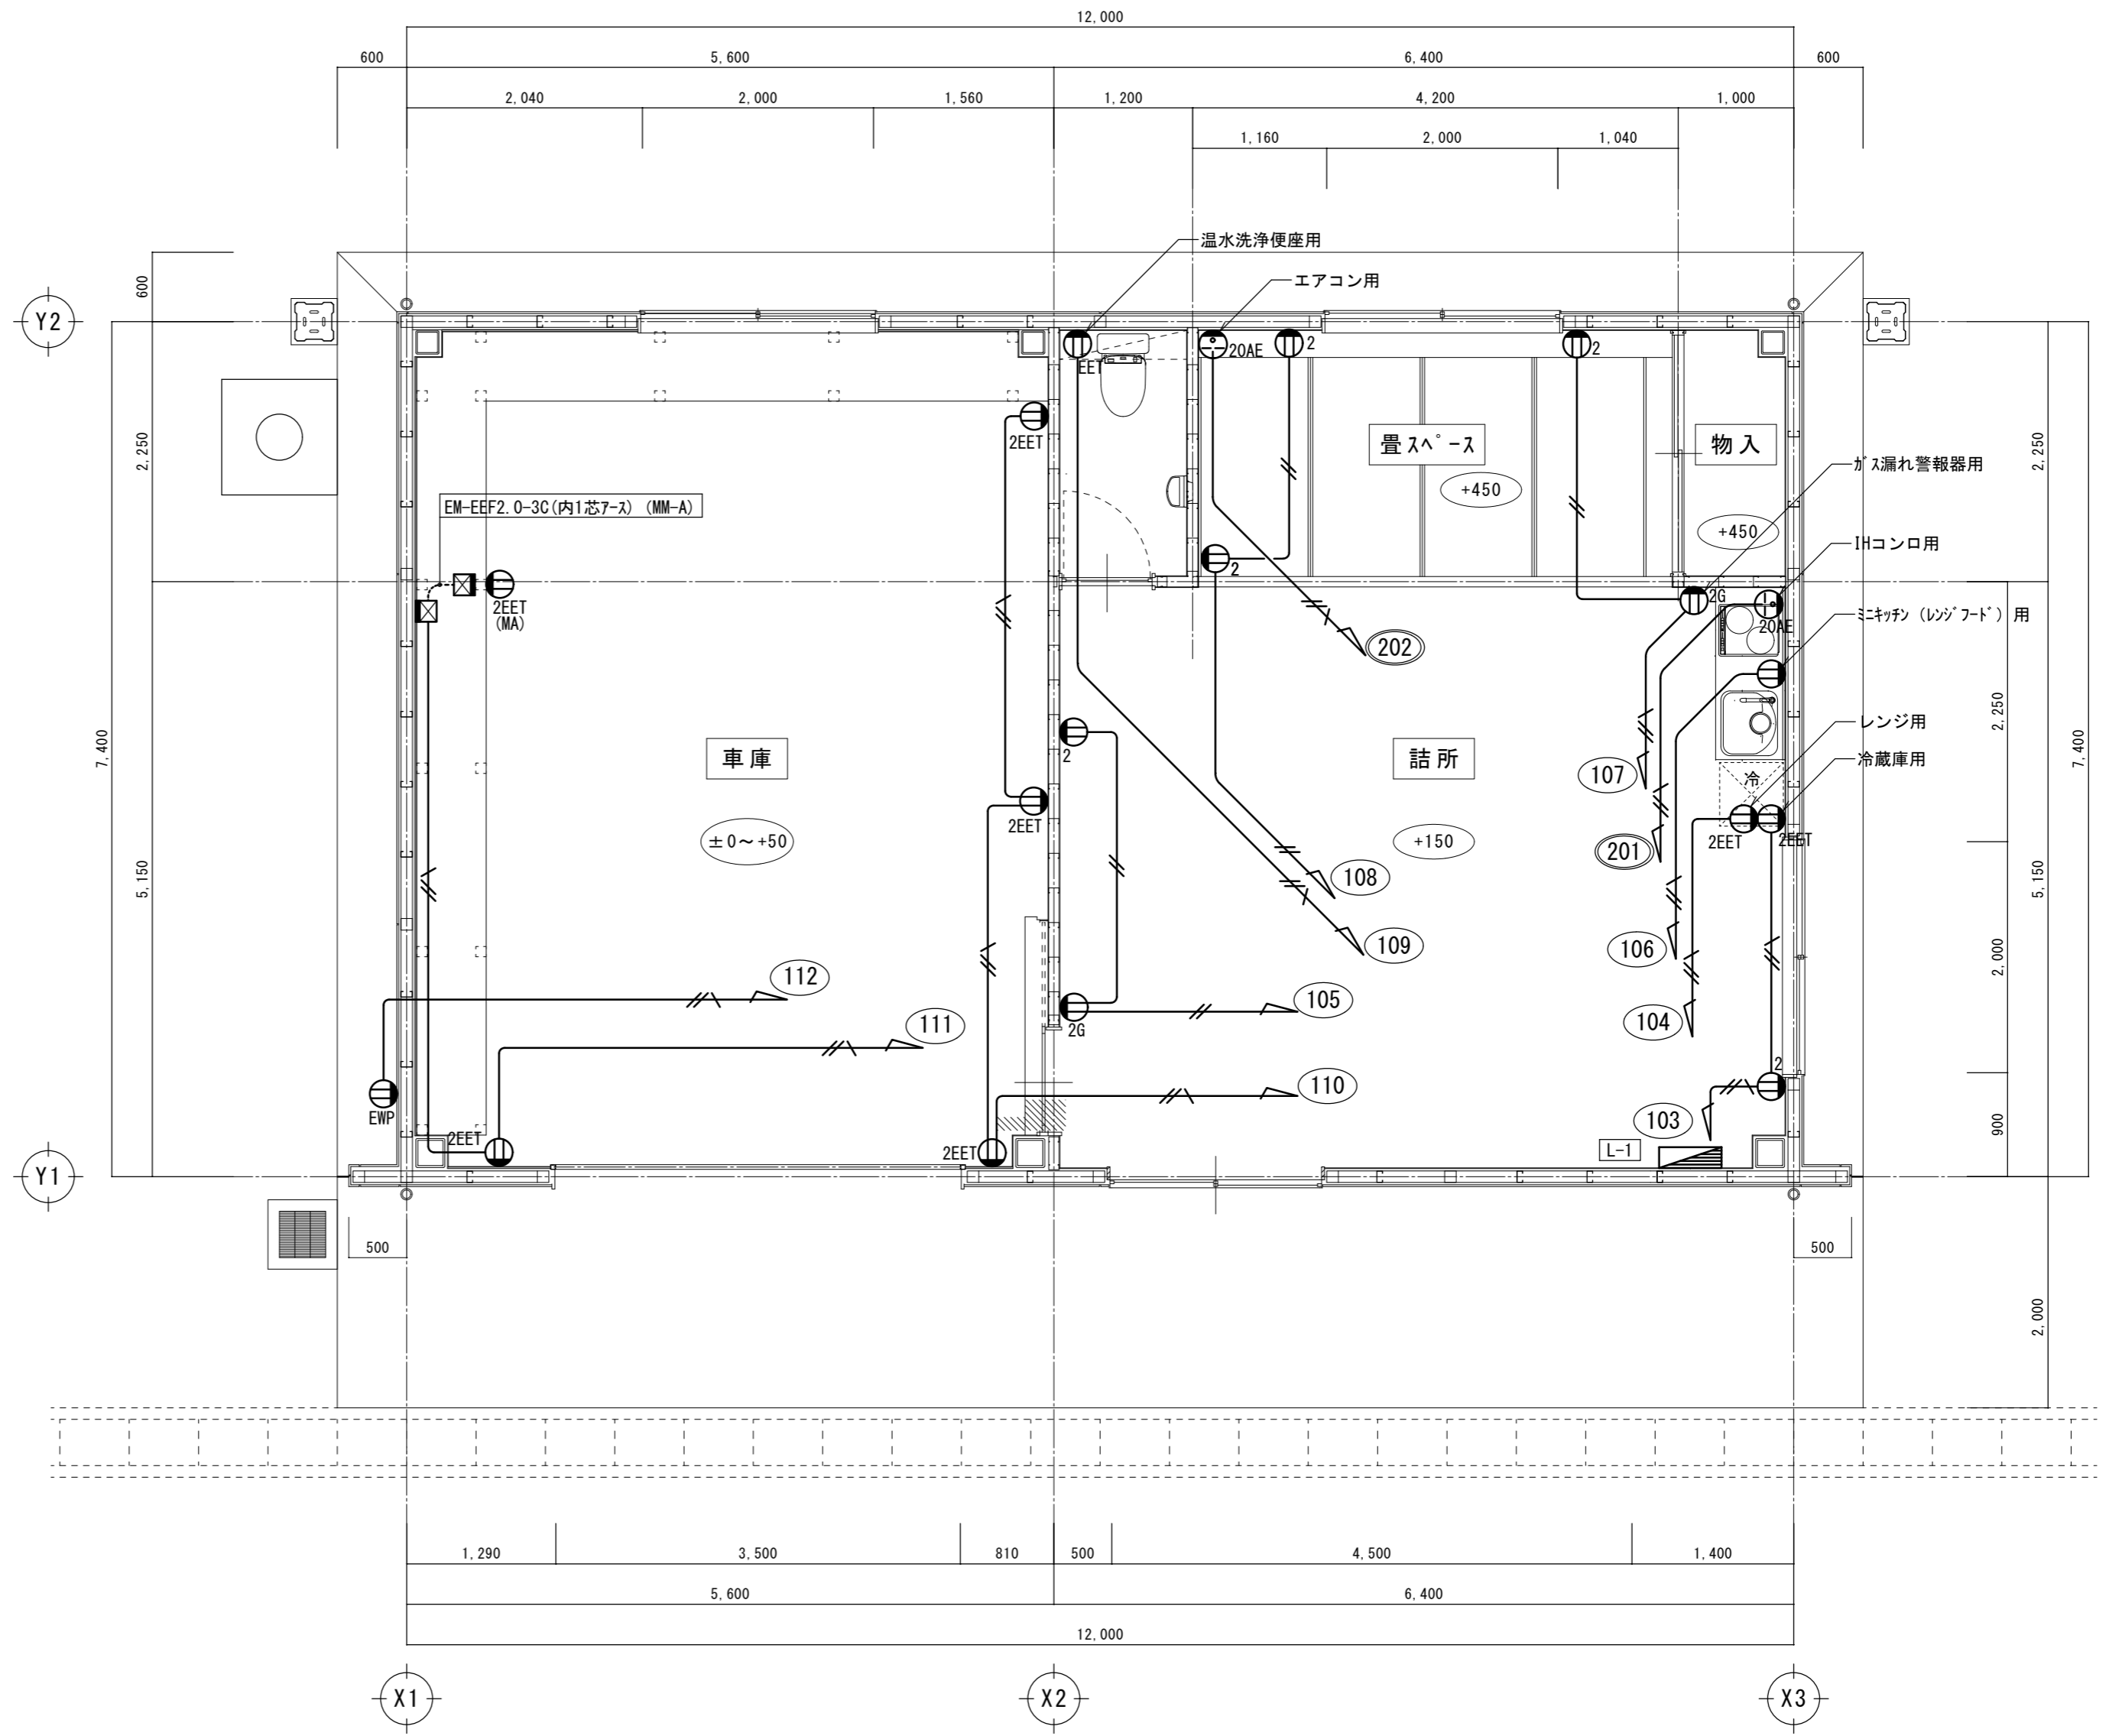 12,000
600
5,600
6,400
600
2,040
2,000
1,560
1,200
4,200
1,000
1,160
2,000
1,040
温水洗浄便座用
エアコン用
600
Y2
20AE
2
2
EET
2EET
畳スペース
物入
ガス漏れ警報器用
2,250
2,250
+450
EM-EEF2.0-3C(内1芯アース) (MM-A)
+450
IHコンロ用
2
2EET
(MA)
2G
20AE
ミニキッチン (レンジフード) 用
202
2,250
レンジ用
7,400
車庫
2
詰所
冷蔵庫用
7,400
107
冷
2EET
±0~+50
+150
2EET
2EET
201
5,150
5,150
108
109
106
2,000
112
105
111
2G
104
110
2
EWP
103
900
2EET
2EET
L-1
Y1
500
500
2,000
1,290
3,500
810
500
4,500
1,400
5,600
6,400
12,000
X1
X2
X3